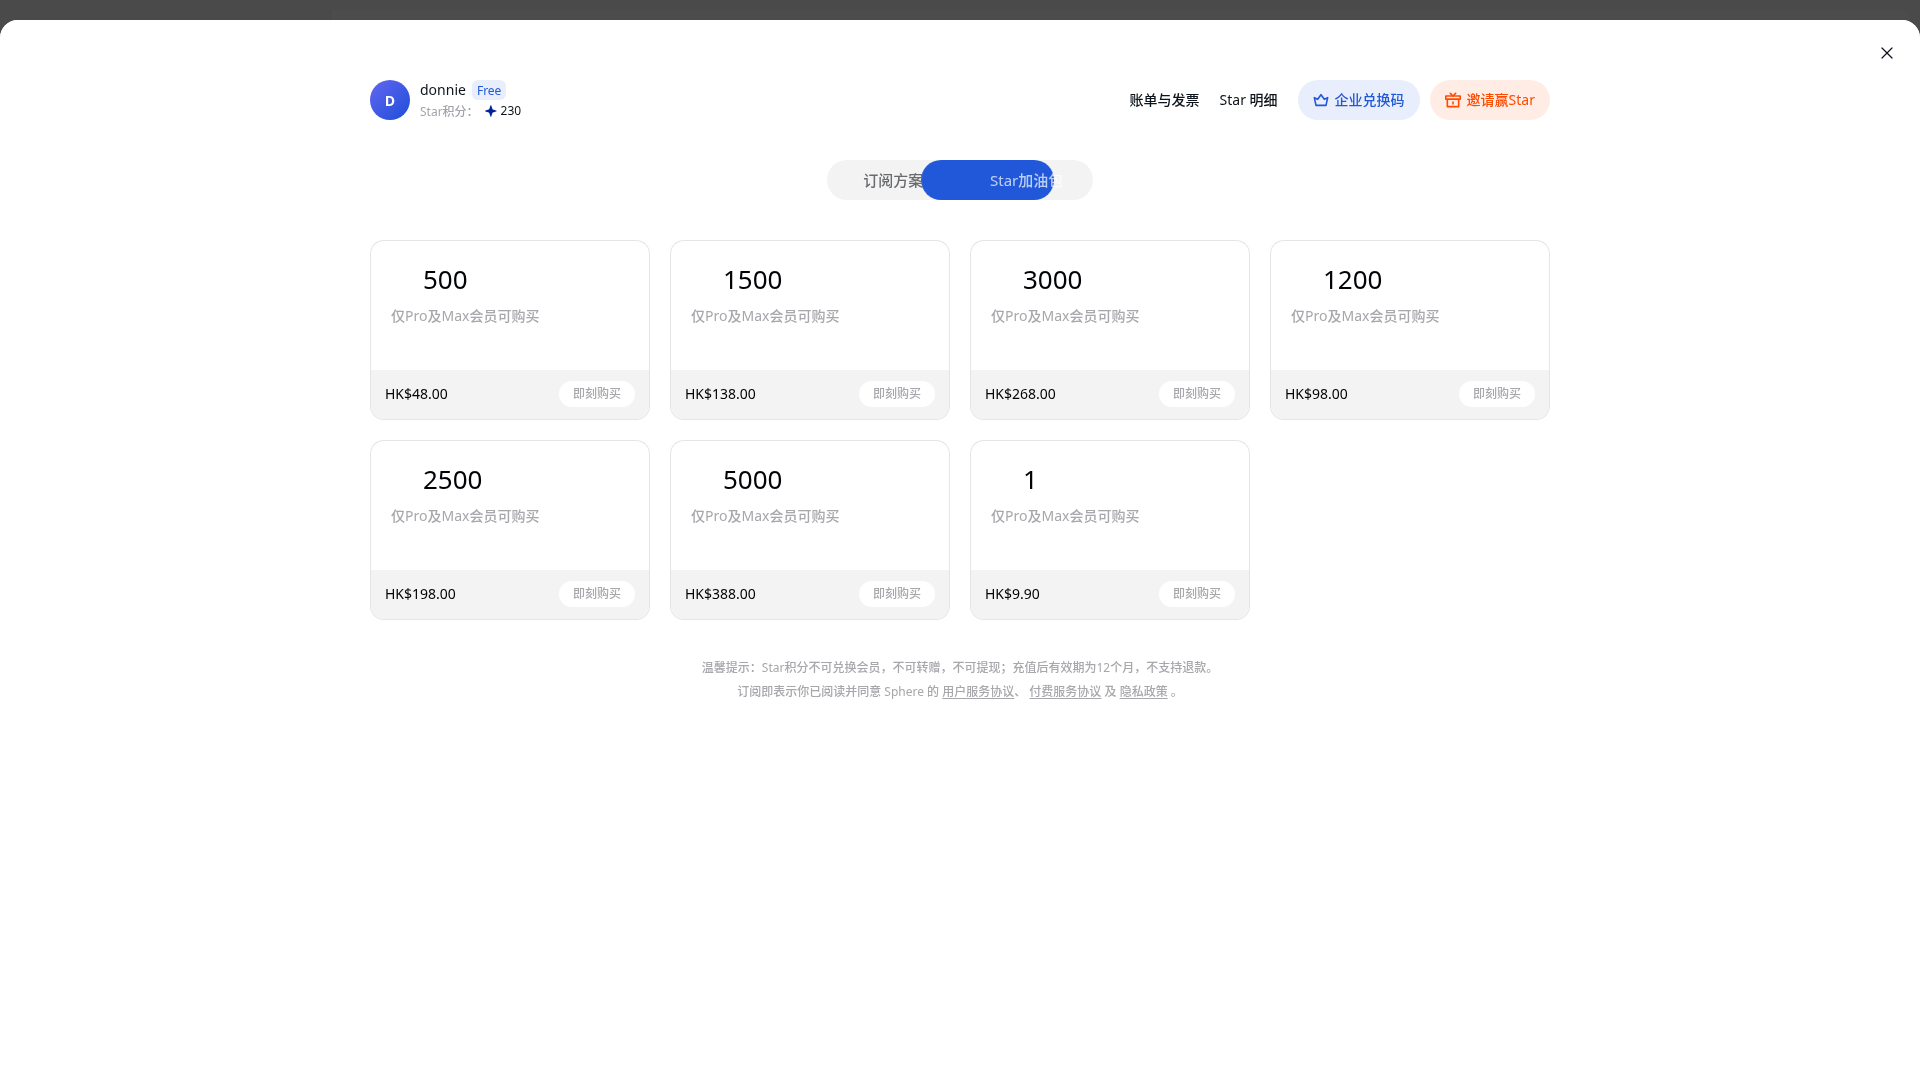 D
donnie Free
Star积分： 230
账单与发票 Star 明细 企业兑换码 邀请赢Star
订阅方案 Star加油包
500
仅Pro及Max会员可购买
HK$48.00 即刻购买
1500
仅Pro及Max会员可购买
HK$138.00 即刻购买
3000
仅Pro及Max会员可购买
HK$268.00 即刻购买
1200
仅Pro及Max会员可购买
HK$98.00 即刻购买
2500
仅Pro及Max会员可购买
HK$198.00 即刻购买
5000
仅Pro及Max会员可购买
HK$388.00 即刻购买
1
仅Pro及Max会员可购买
HK$9.90 即刻购买
温馨提示：Star积分不可兑换会员，不可转赠，不可提现；充值后有效期为12个月，不支持退款。
订阅即表示你已阅读并同意 Sphere 的 用户服务协议、 付费服务协议 及 隐私政策 。